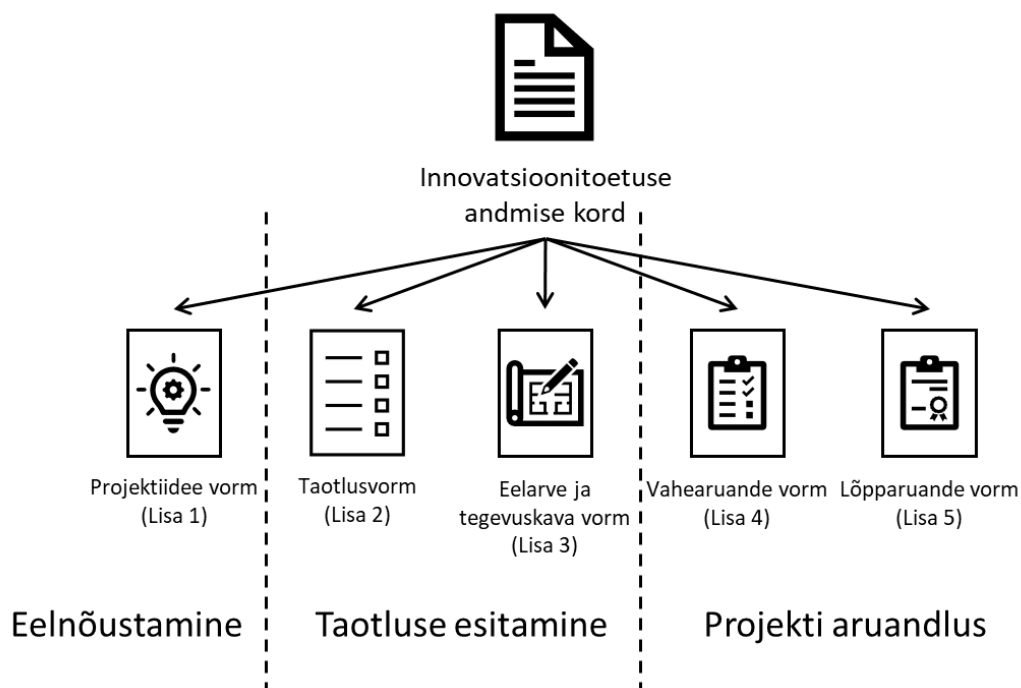 Innovatsioonitoetuse
andmise kord
Projektiidee vorm
(Lisa 1)
Taotlusvorm
(Lisa 2)
Eelarve ja
tegevuskava vorm
(Lisa 3)
Vahearuande vorm
(Lisa 4)
Lõpparuande vorm
(Lisa 5)
Eelnõustamine
Taotluse esitamine
Projekti aruandlus